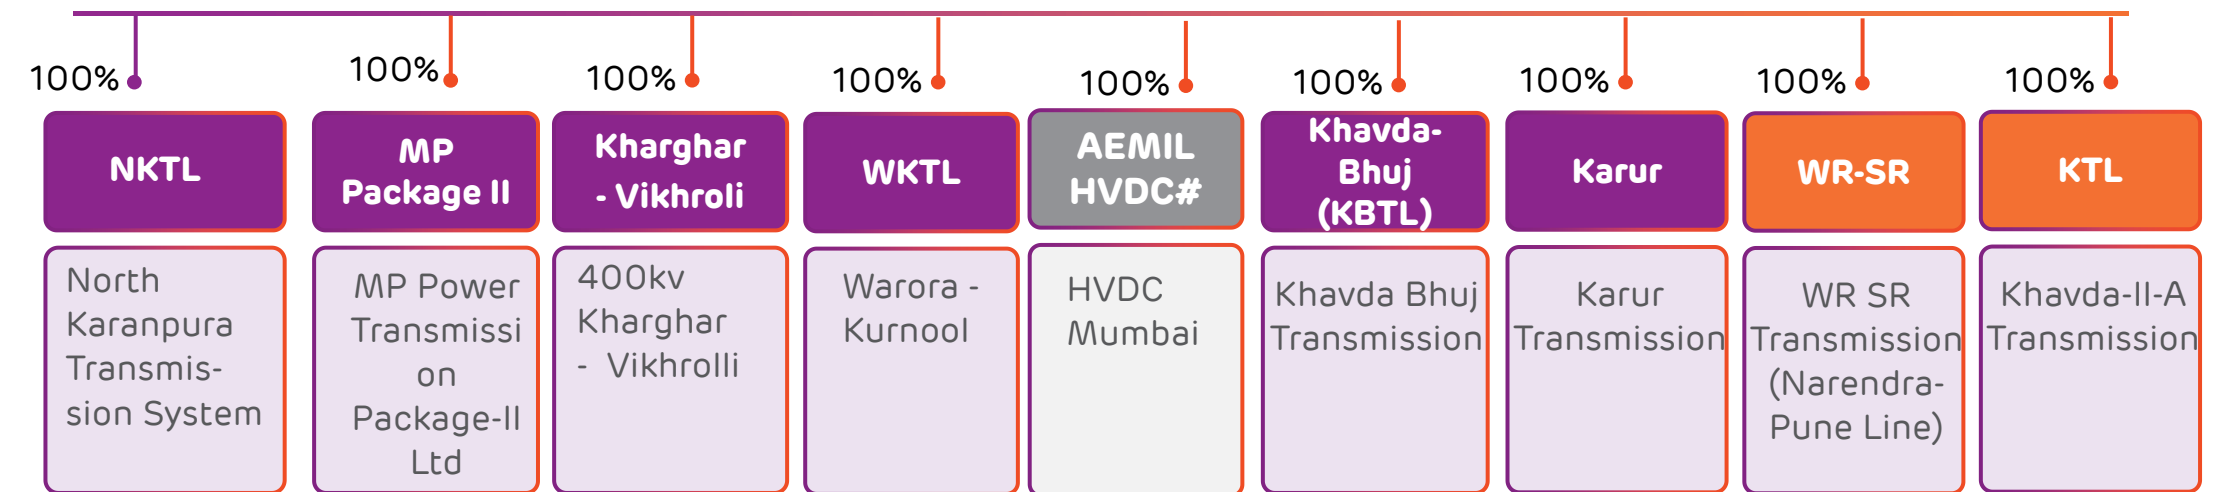 100%
100%
100%
100%
100%
100%
100%
100%
100%
NKTL
MP
Package II
Kharghar
- Vikhroli
WKTL
AEMIL
HVDC#
Khavda-
Bhuj
(KBTL)
Karur
WR-SR
KTL
North
Karanpura
Transmis-
sion System
MP Power
Transmissi
on
Package-II
Ltd
400kv
Kharghar
- Vikhrolli
Warora -
Kurnool
HVDC
Mumbai
Khavda Bhuj
Transmission
Karur
Transmission
WR SR
Transmission
(Narendra-
Pune Line)
Khavda-II-A
Transmission